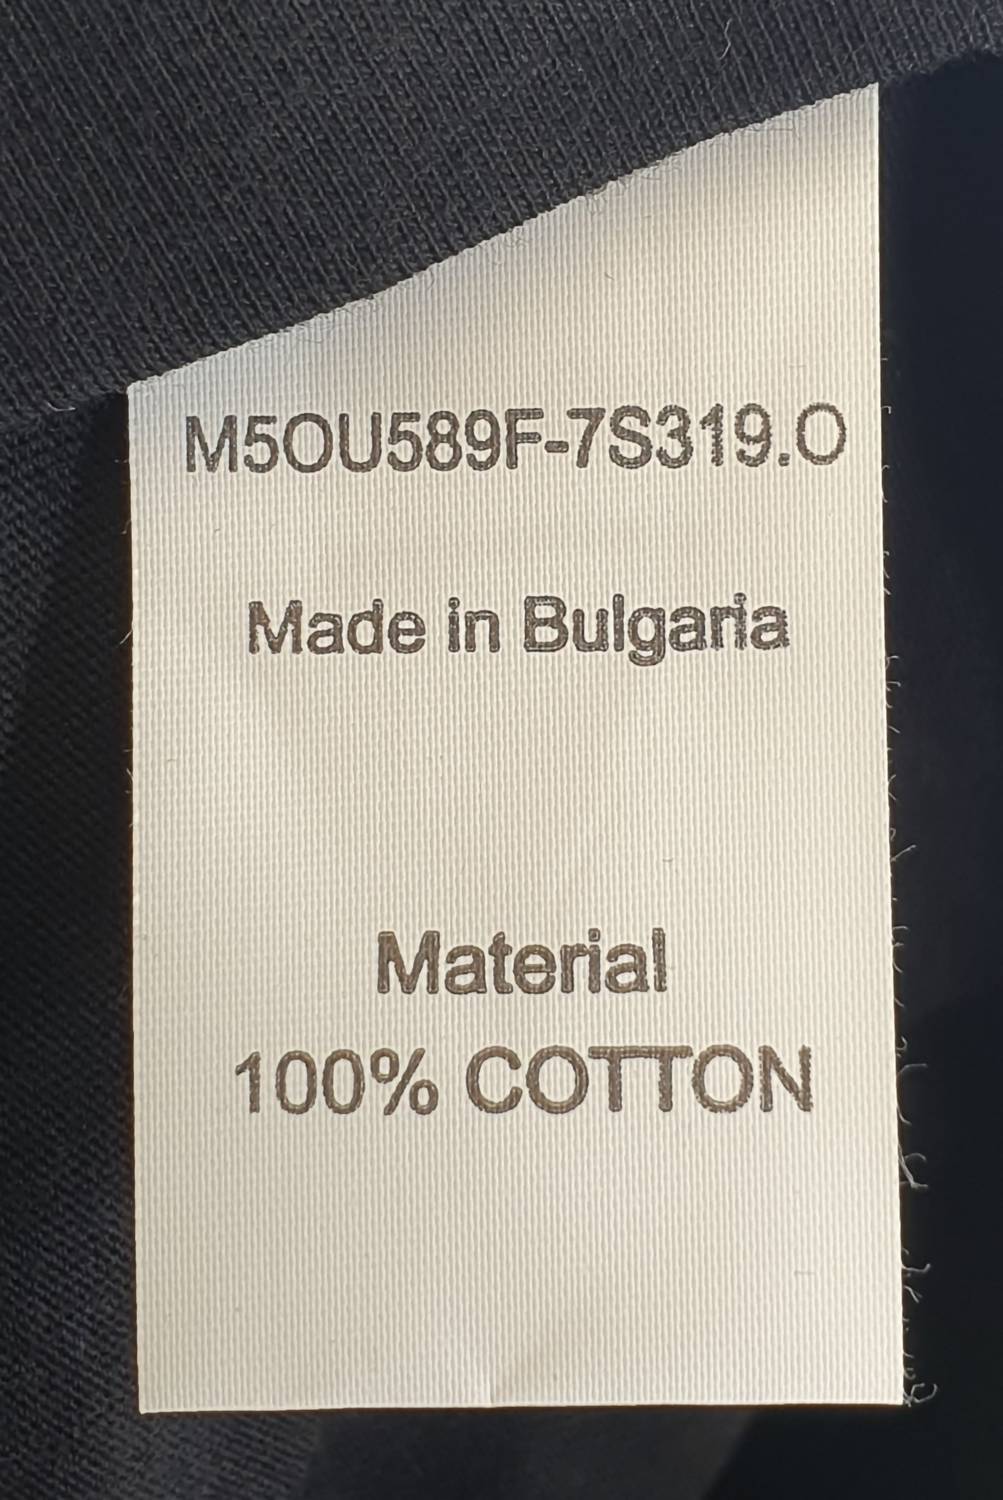 M5OU589F-7S319.O
Made in Bulgaria
Material
100% COTTON